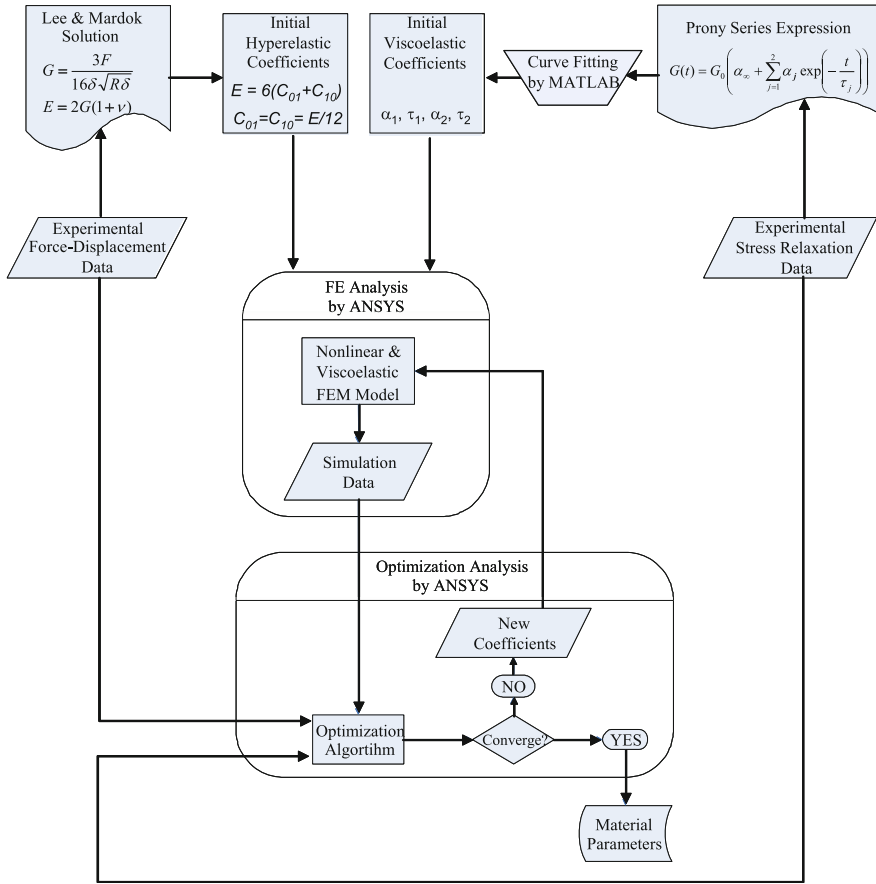 Lee & Mardok
Solution
G = 3F / 16δ√Rδ
E = 2G(1+ν)
Initial
Hyperelastic
Coefficients
E = 6(C₀₁+C₁₀)
C₀₁=C₁₀= E/12
Initial
Viscoelastic
Coefficients
α₁, τ₁, α₂, τ₂
Curve Fitting
by MATLAB
Prony Series Expression
G(t) = G₀(α∞ + ∑_{j=1}^{2} αⱼ exp(−t/τⱼ))
Experimental
Force-Displacement
Data
Experimental
Stress Relaxation
Data
FE Analysis
by ANSYS
Nonlinear &
Viscoelastic
FEM Model
Simulation
Data
Optimization Analysis
by ANSYS
New
Coefficients
NO
Optimization
Algortihm
Converge?
YES
Material
Parameters